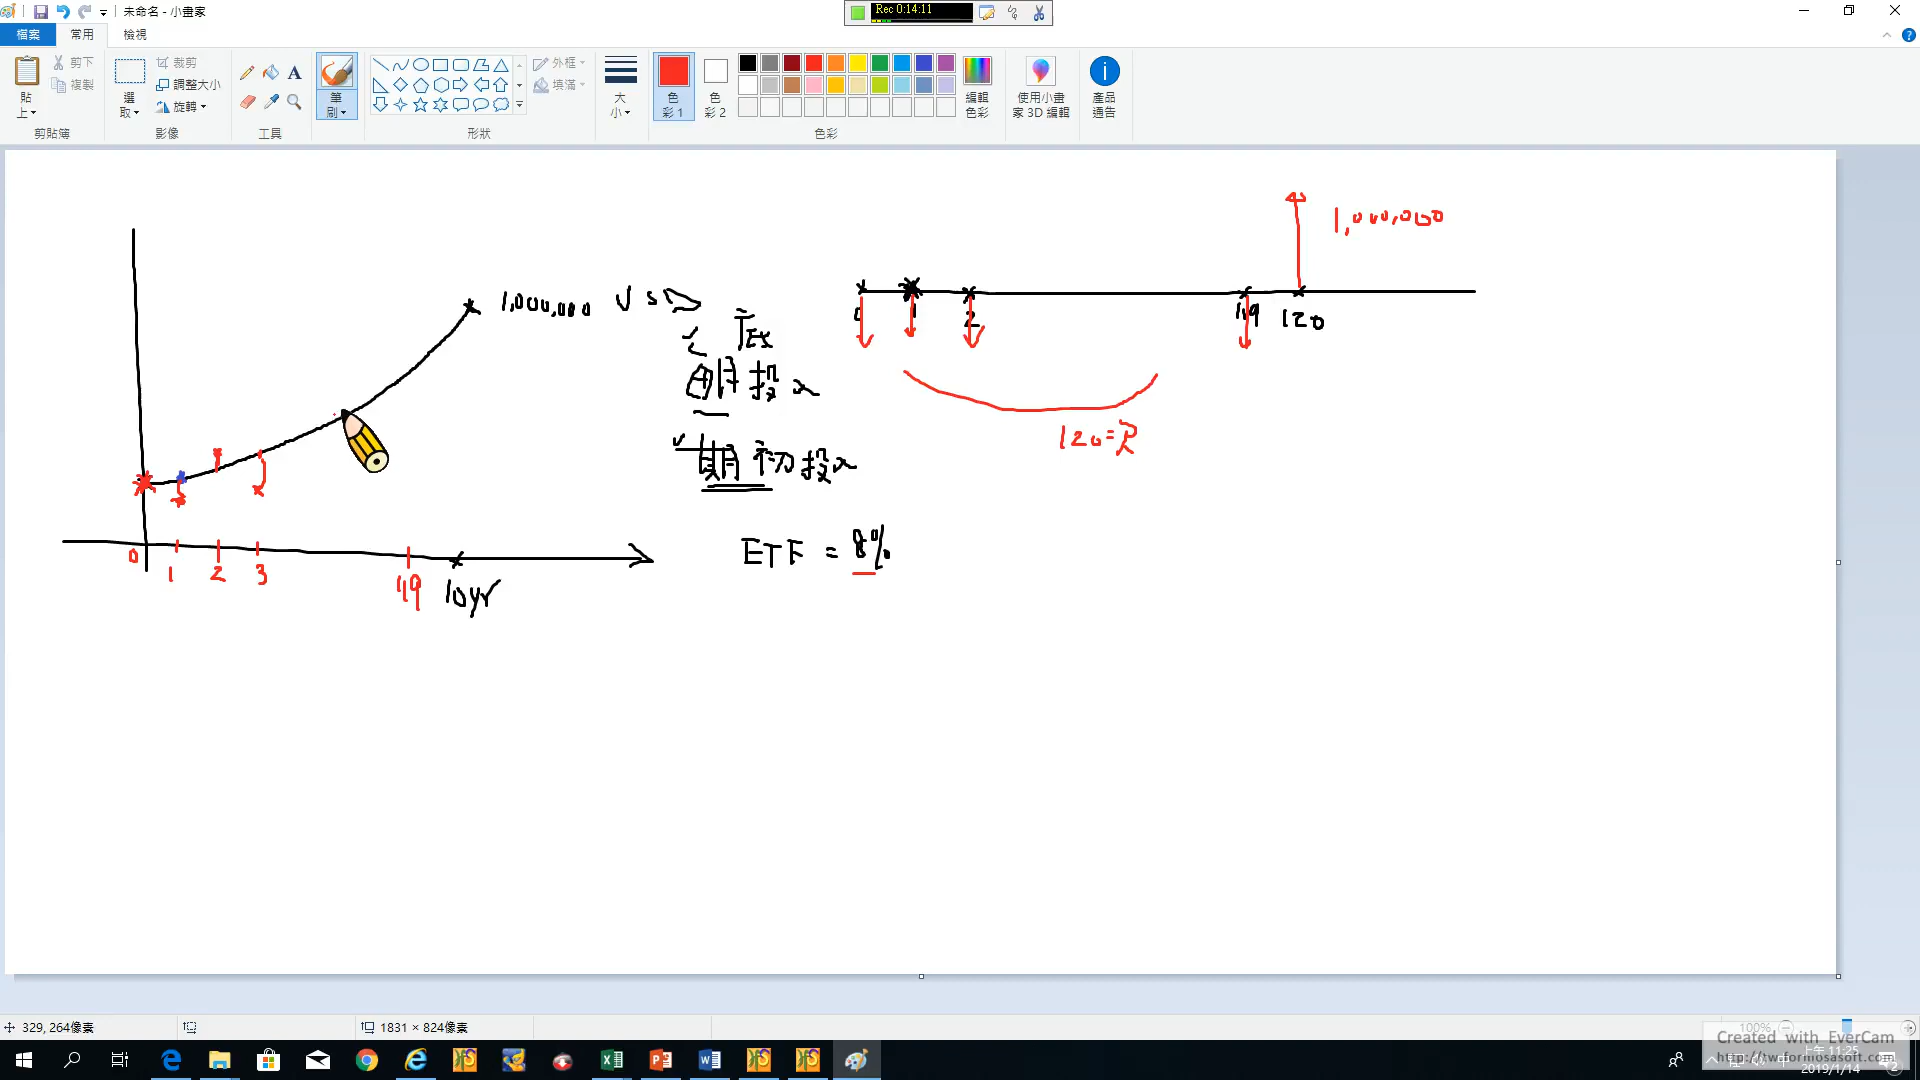 Rec 0:14:11
未命名 - 小畫家
檔案 常用 檢視
貼上 剪下 複製 剪貼簿
選取 裁剪 調整大小 旋轉 影像
A 工具
筆刷
形狀 外框 填滿
大小
色彩 1 色彩 2 編輯色彩 色彩
使用小畫家 3D 編輯
產品通告
1,000,000
1,000,000 USD
0 1 2 119 120
期投入
期初投入
120=R
ETF = 8%
0 1 2 3 119 10yr
329, 264像素
1831 × 824像素
100%
Created with EverCam
http://tw.formosasoft.com
上午 11:25
2019/1/14